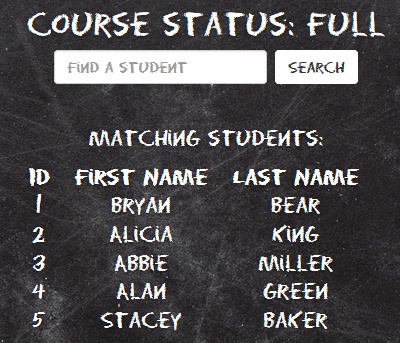 COURSE STATUS: FULL
FIND A STUDENT SEARCH
MATCHING STUDENTS:
ID FIRST NAME LAST NAME
1 BRYAN BEAR
2 ALICIA KING
3 ABBIE MILLER
4 ALAN GREEN
5 STACEY BAKER